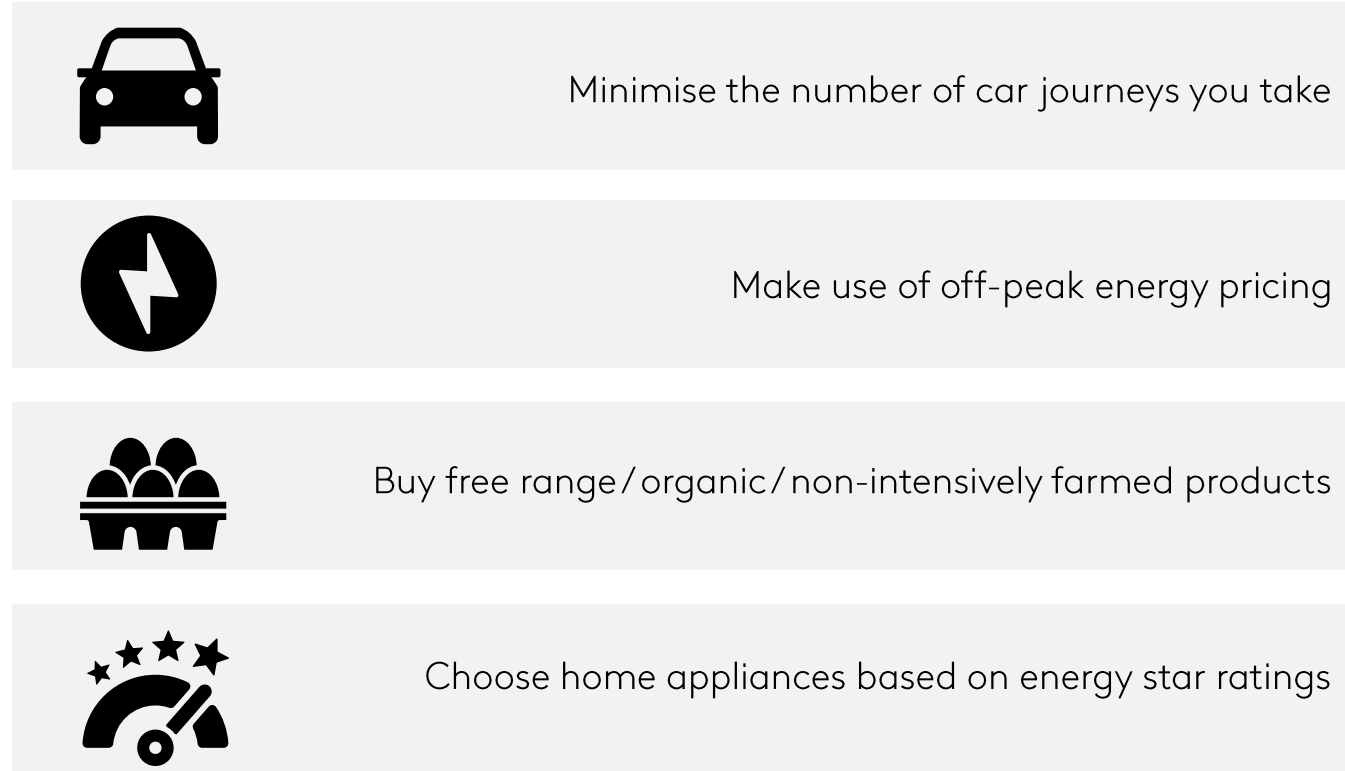 Minimise the number of car journeys you take
Make use of off-peak energy pricing
Buy free range/organic/non-intensively farmed products
Choose home appliances based on energy star ratings